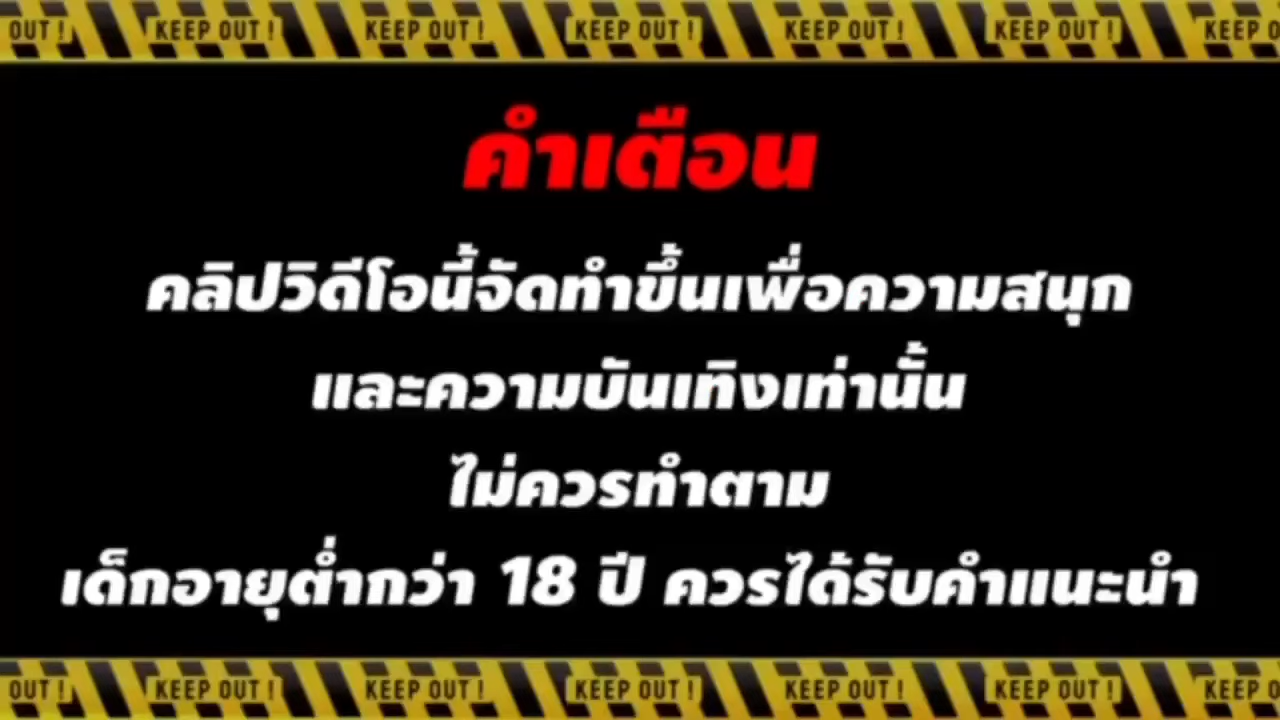 OUT ! KEEP OUT ! KEEP OUT ! KEEP OUT ! KEEP OUT ! KEEP OUT ! KEEP O
คำเตือน
คลิปวิดีโอนี้จัดทำขึ้นเพื่อความสนุก
และความบันเทิงเท่านั้น
ไม่ควรทำตาม
เด็กอายุต่ำกว่า 18 ปี ควรได้รับคำแนะนำ
OUT ! KEEP OUT ! KEEP OUT ! KEEP OUT ! KEEP OUT ! KEEP OUT ! KEEP O